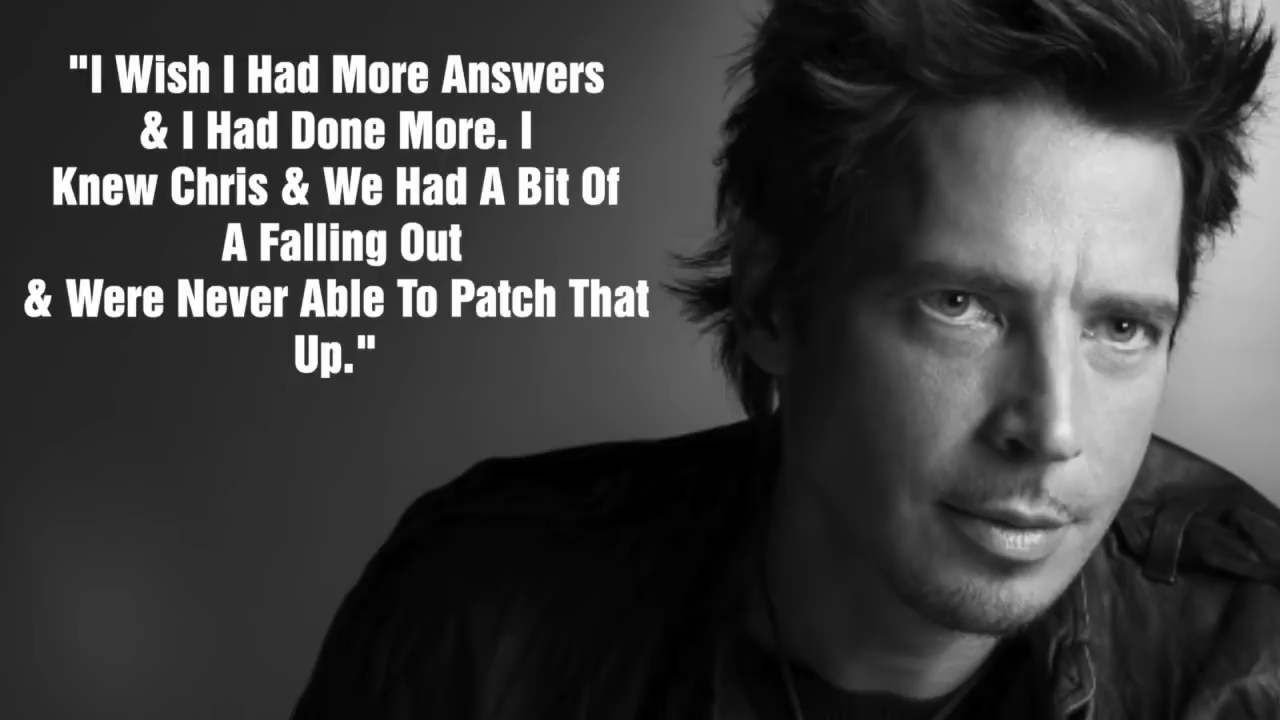 "I Wish I Had More Answers
& I Had Done More. I
Knew Chris & We Had A Bit Of
A Falling Out
& Were Never Able To Patch That
Up."